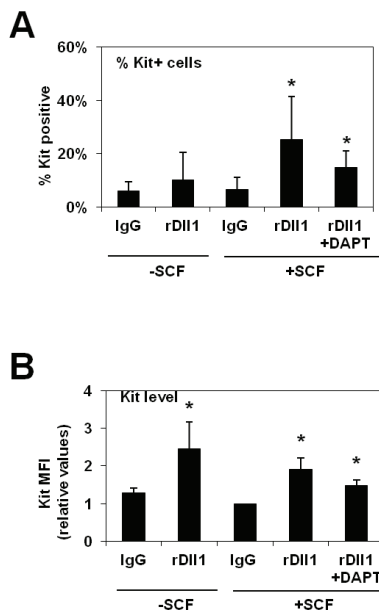 A
60%
% Kit+ cells
*
40%
*
% Kit positive
20%
0%
IgG rDll1 IgG rDll1 rDll1
+DAPT
-SCF +SCF
B
4
Kit level
*
3
*
2
*
Kit MFI
(relative values)
1
0
IgG rDll1 IgG rDll1 rDll1
+DAPT
-SCF +SCF